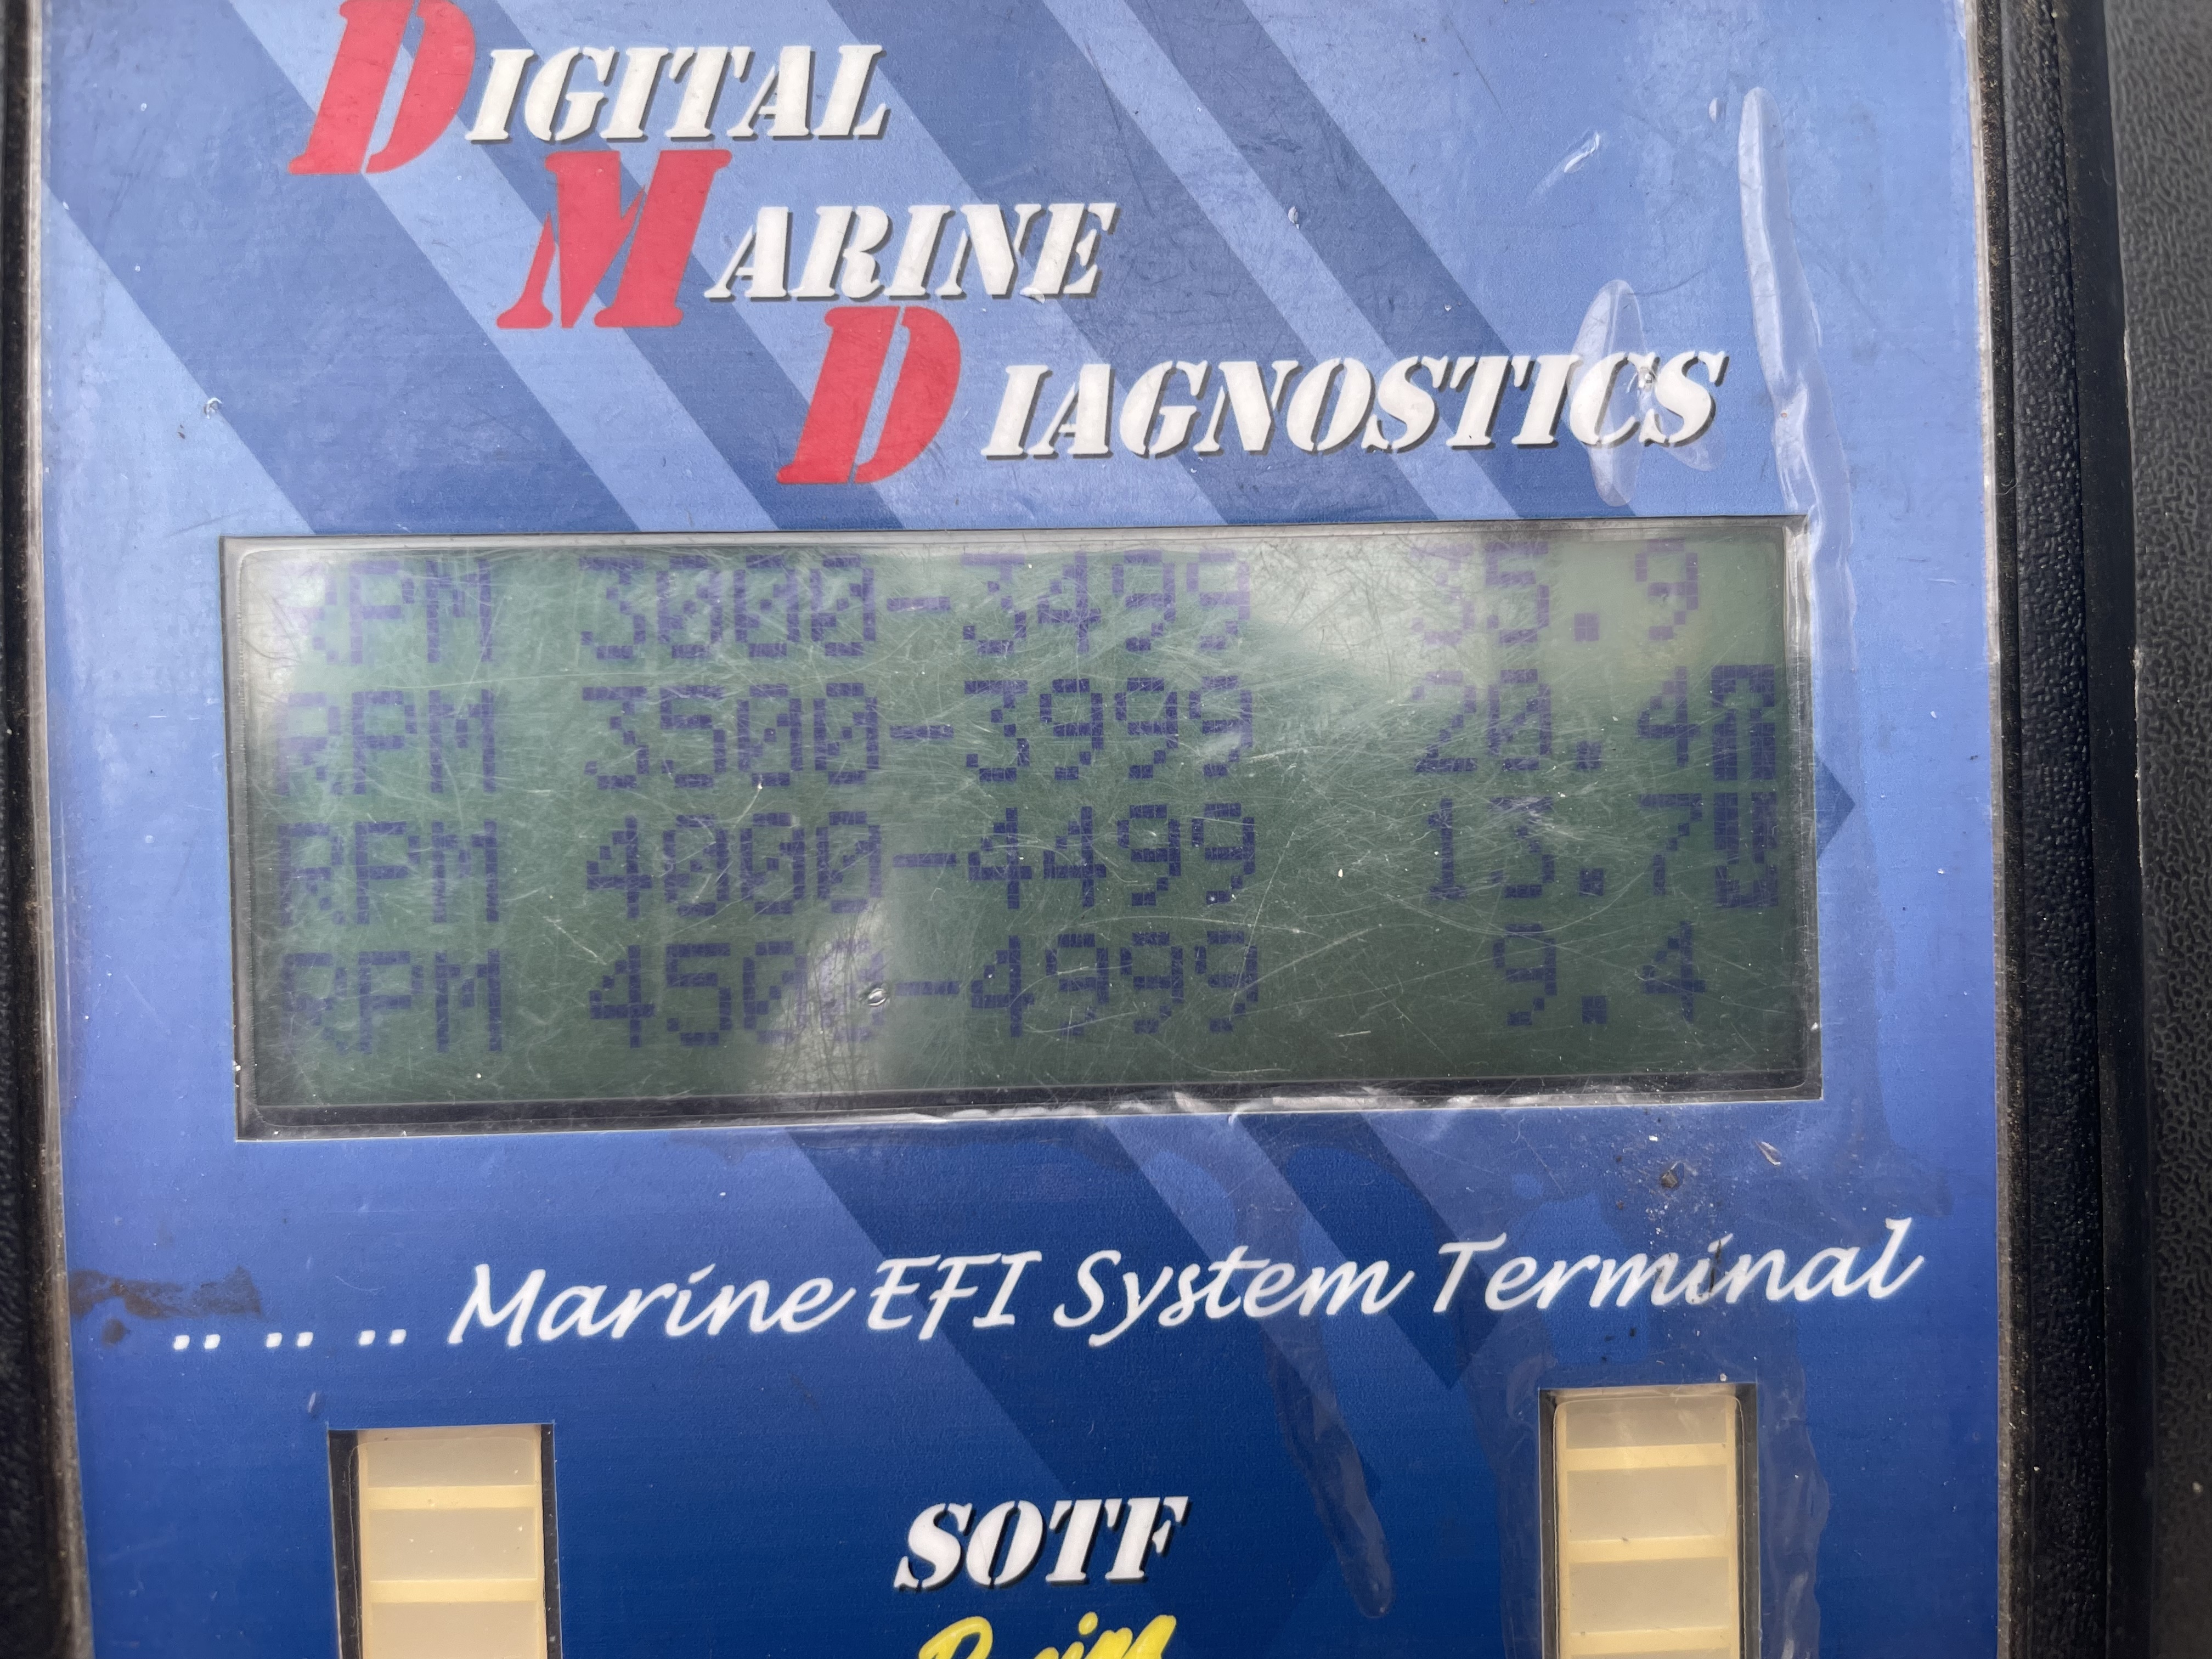 DIGITAL
MARINE
DIAGNOSTICS
RPM 3000-3499 35.9
RPM 3500-3999 20.4
RPM 4000-4499 13.7
RPM 4500-4999 9.4
.. .. .. Marine EFI System Terminal
SOTF